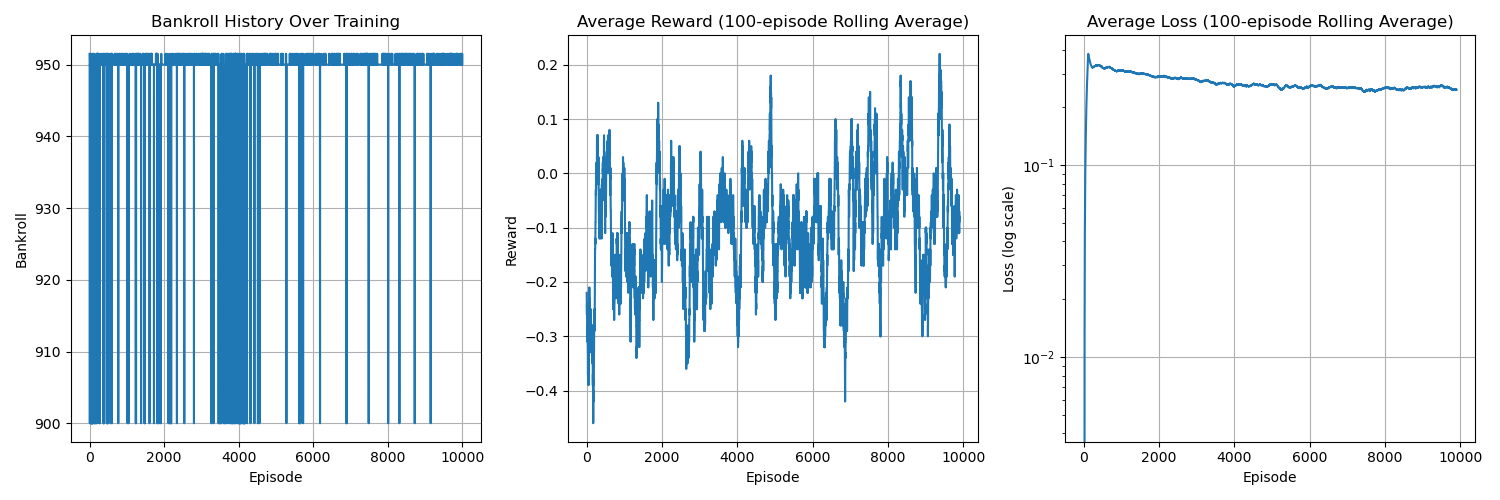 Bankroll History Over Training
Bankroll
950
940
930
920
910
900
0 2000 4000 6000 8000 10000
Episode
Average Reward (100-episode Rolling Average)
Reward
0.2
0.1
0.0
−0.1
−0.2
−0.3
−0.4
0 2000 4000 6000 8000 10000
Episode
Average Loss (100-episode Rolling Average)
Loss (log scale)
10⁻¹
10⁻²
0 2000 4000 6000 8000 10000
Episode